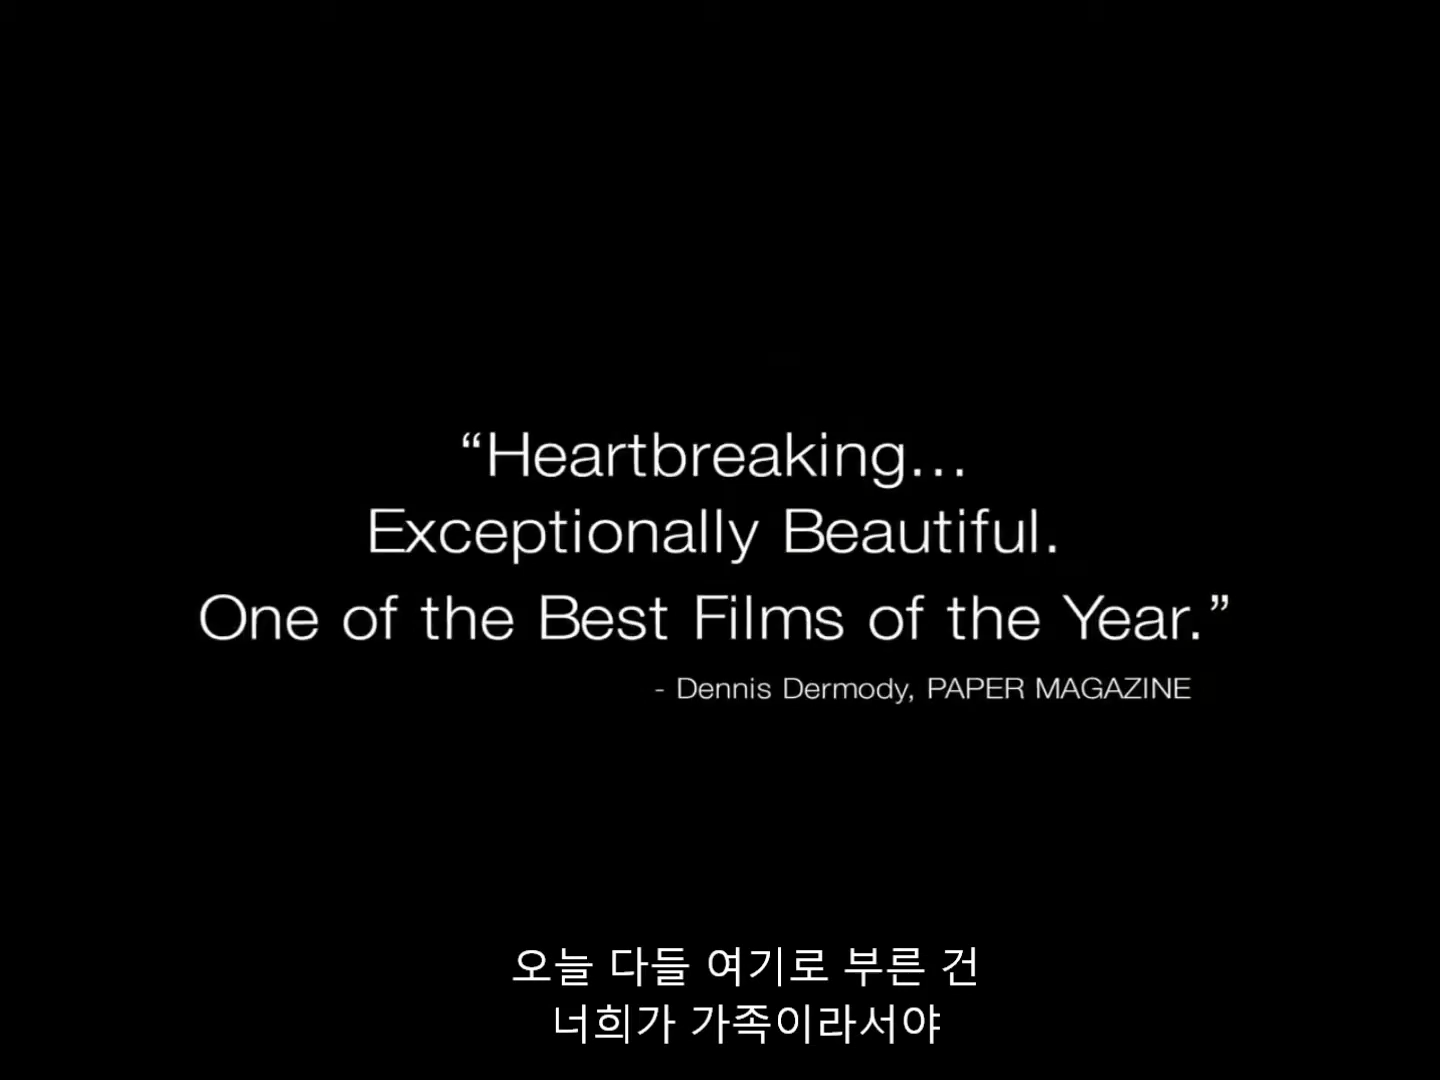 “Heartbreaking...
Exceptionally Beautiful.
One of the Best Films of the Year.”
- Dennis Dermody, PAPER MAGAZINE
오늘 다들 여기로 부른 건
너희가 가족이라서야